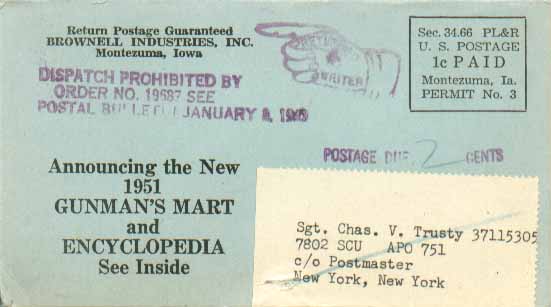 Return Postage Guaranteed
BROWNELL INDUSTRIES, INC.
Montezuma, Iowa
WRITER
Sec. 34.66 PL&R
U. S. POSTAGE
1c PAID
Montezuma, Ia.
PERMIT No. 3
DISPATCH PROHIBITED BY
ORDER NO. 19687 SEE
POSTAL BULLETIN JANUARY
POSTAGE DUE 2 CENTS
Announcing the New
1951
GUNMAN'S MART
and
ENCYCLOPEDIA
See Inside
Sgt. Chas. V. Trusty 37115305
7802 SCU APO 751
c/o Postmaster
New York, New York